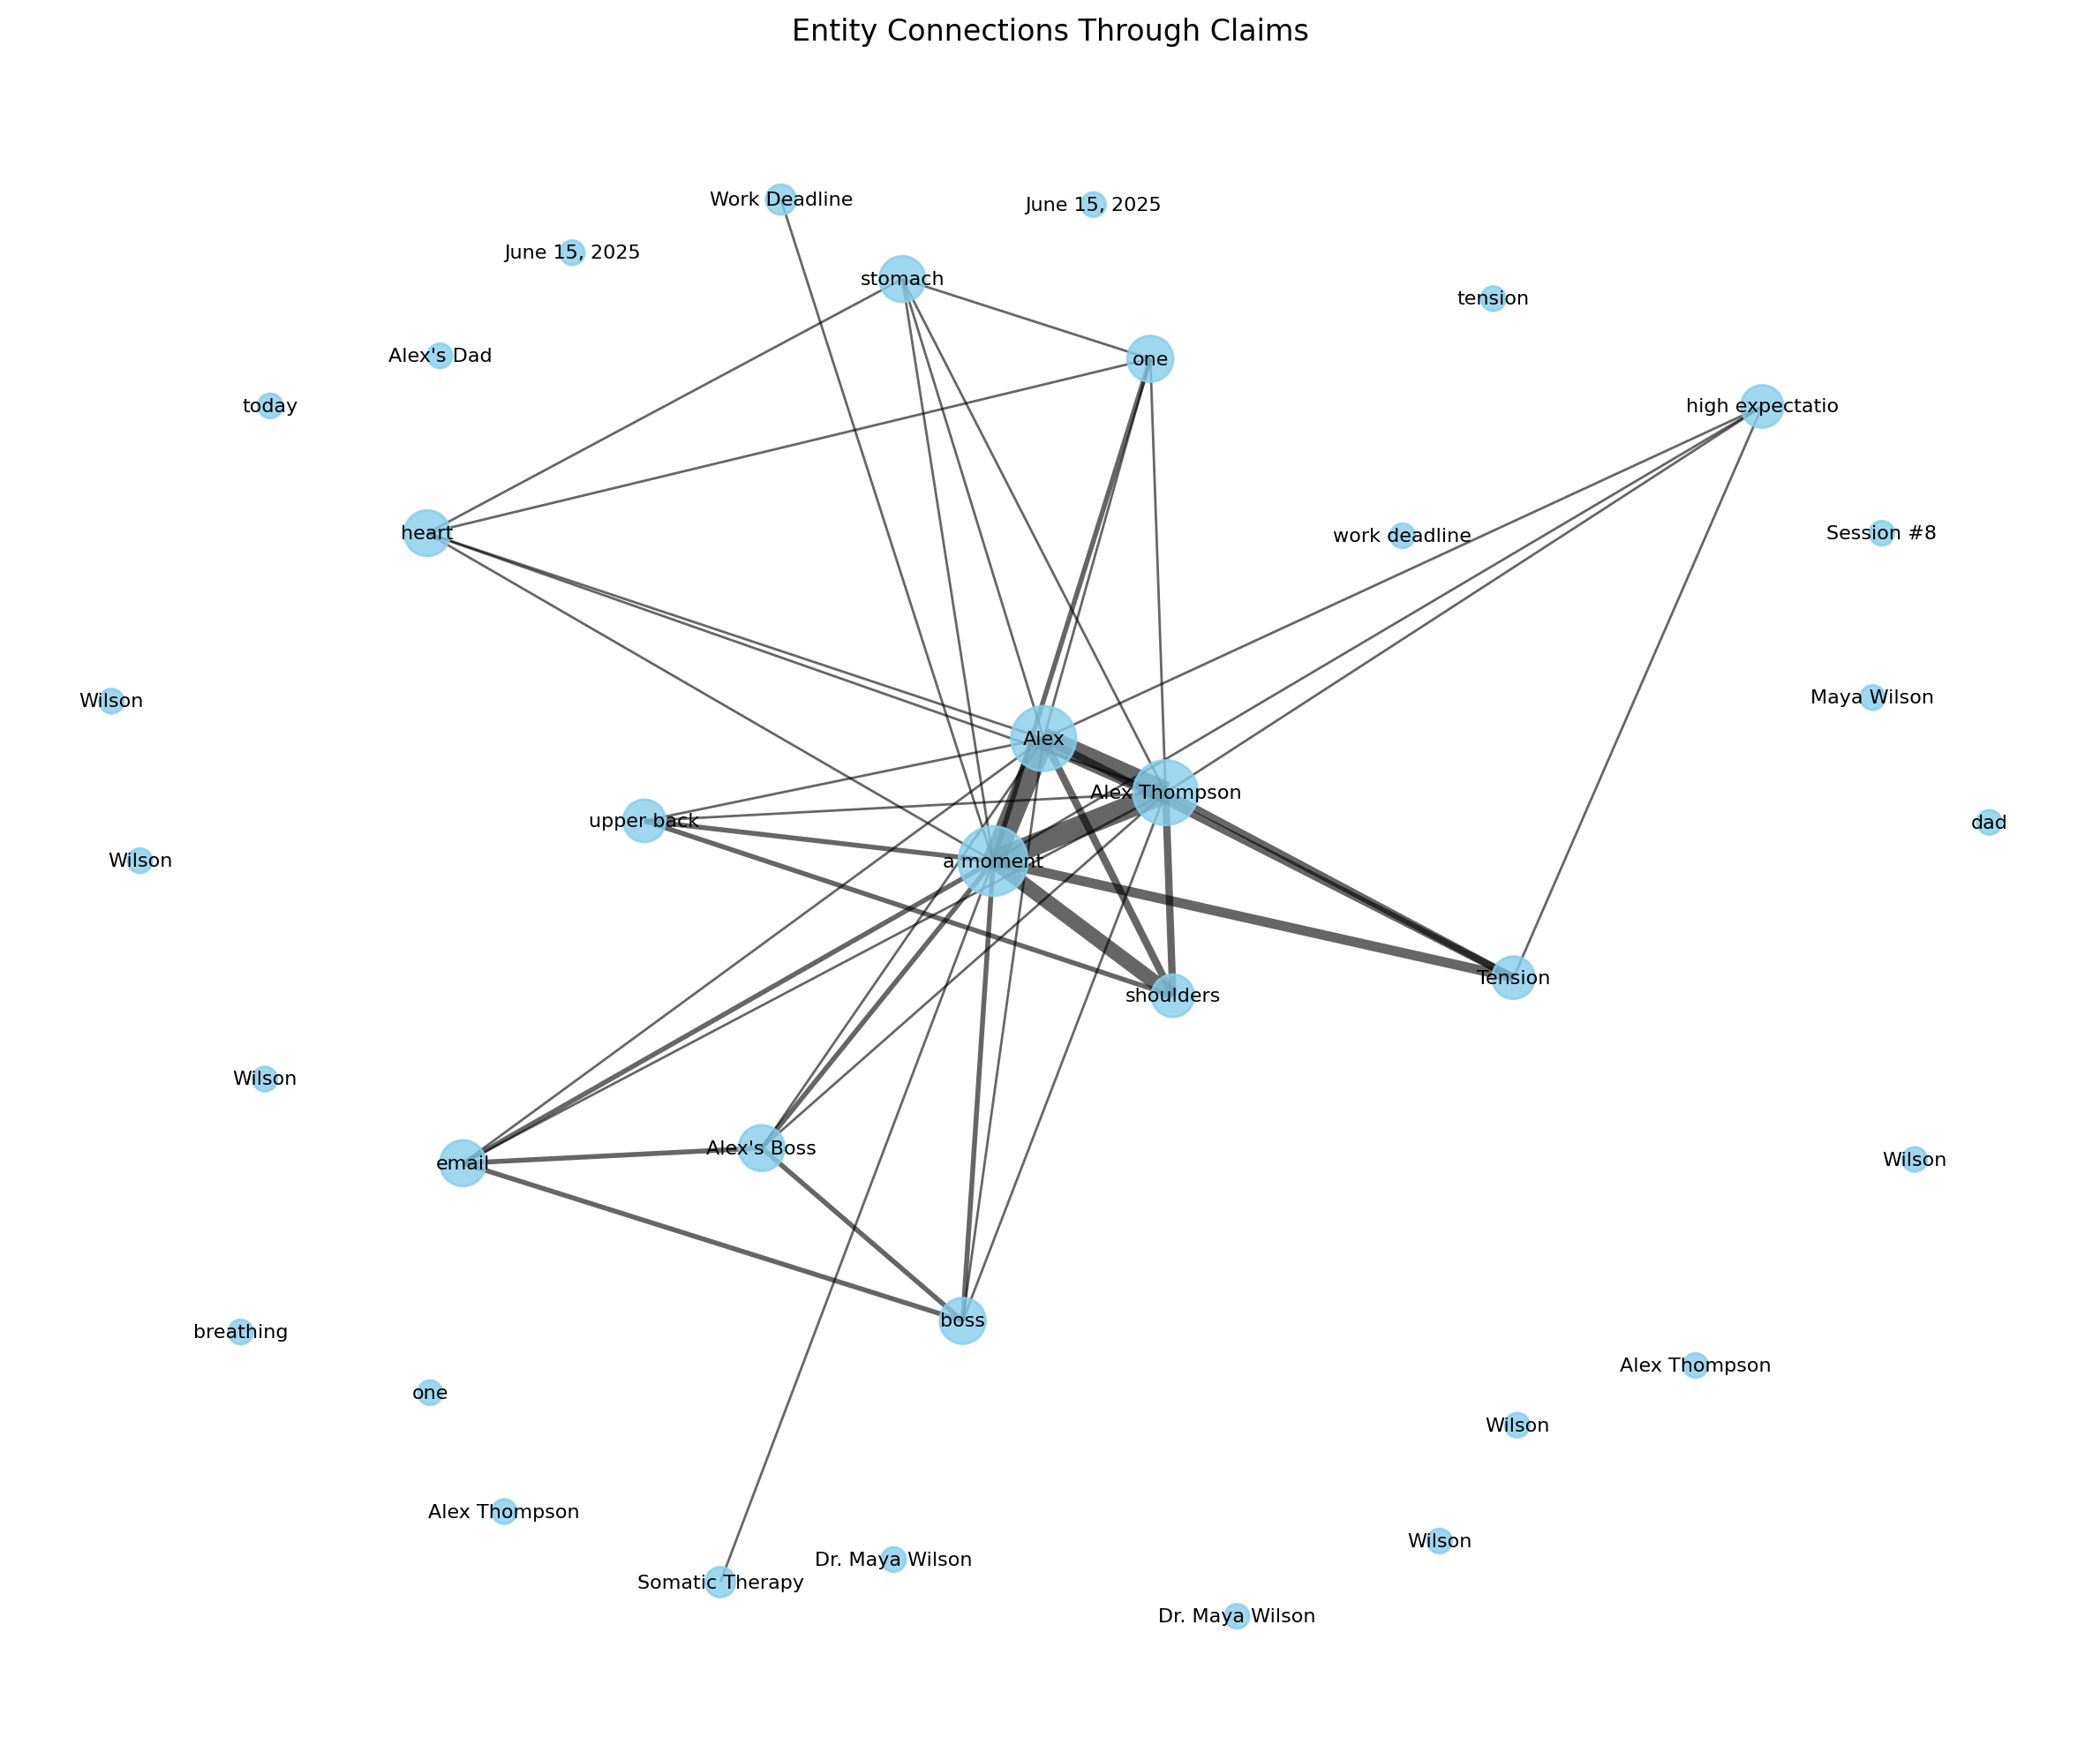 Entity Connections Through Claims
Work Deadline
June 15, 2025
June 15, 2025
stomach
tension
Alex's Dad
one
today
high expectatio
heart
work deadline
Session #8
Wilson
Maya Wilson
Alex
Alex Thompson
upper back
dad
Wilson
a moment
Tension
shoulders
Wilson
Alex's Boss
Wilson
email
boss
breathing
Alex Thompson
one
Wilson
Alex Thompson
Wilson
Dr. Maya Wilson
Somatic Therapy
Dr. Maya Wilson